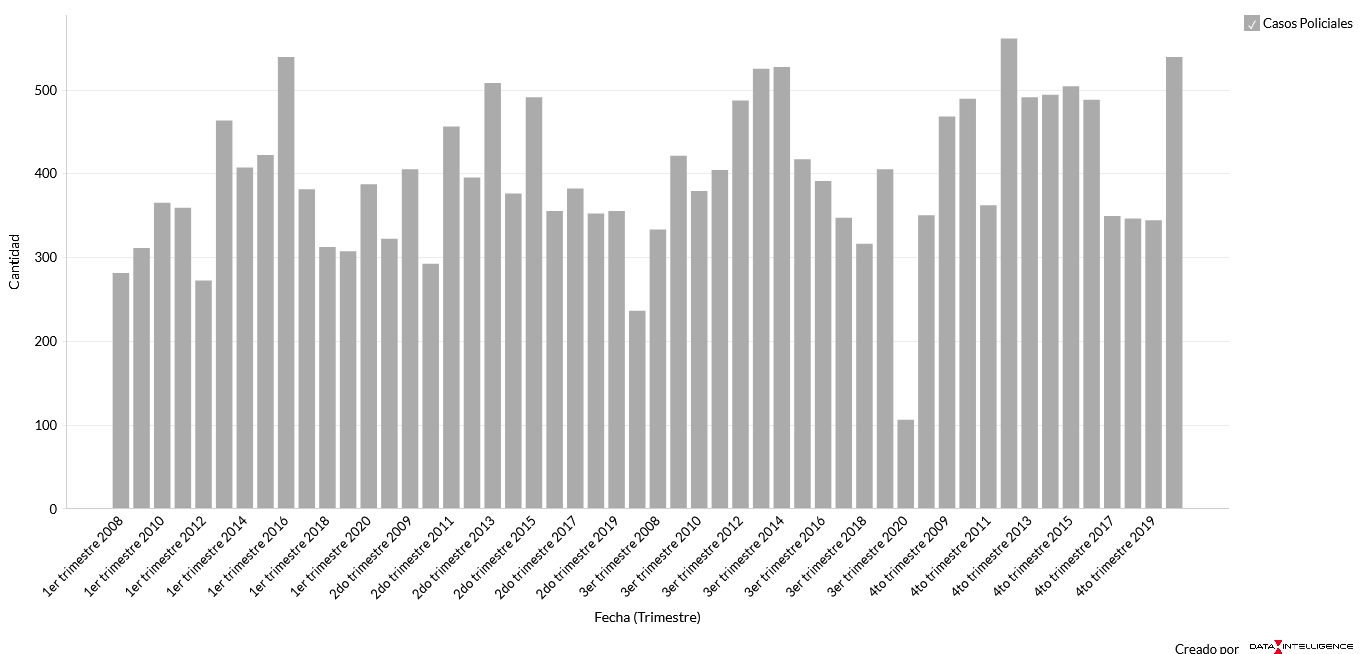 Casos Policiales
500
400
300
200
100
0
Cantidad
1er trimestre 2008
1er trimestre 2010
1er trimestre 2012
1er trimestre 2014
1er trimestre 2016
1er trimestre 2018
1er trimestre 2020
2do trimestre 2009
2do trimestre 2011
2do trimestre 2013
2do trimestre 2015
2do trimestre 2017
2do trimestre 2019
3er trimestre 2008
3er trimestre 2010
3er trimestre 2012
3er trimestre 2014
3er trimestre 2016
3er trimestre 2018
3er trimestre 2020
4to trimestre 2009
4to trimestre 2011
4to trimestre 2013
4to trimestre 2015
4to trimestre 2017
4to trimestre 2019
Fecha (Trimestre)
Creado por DATA INTELLIGENCE